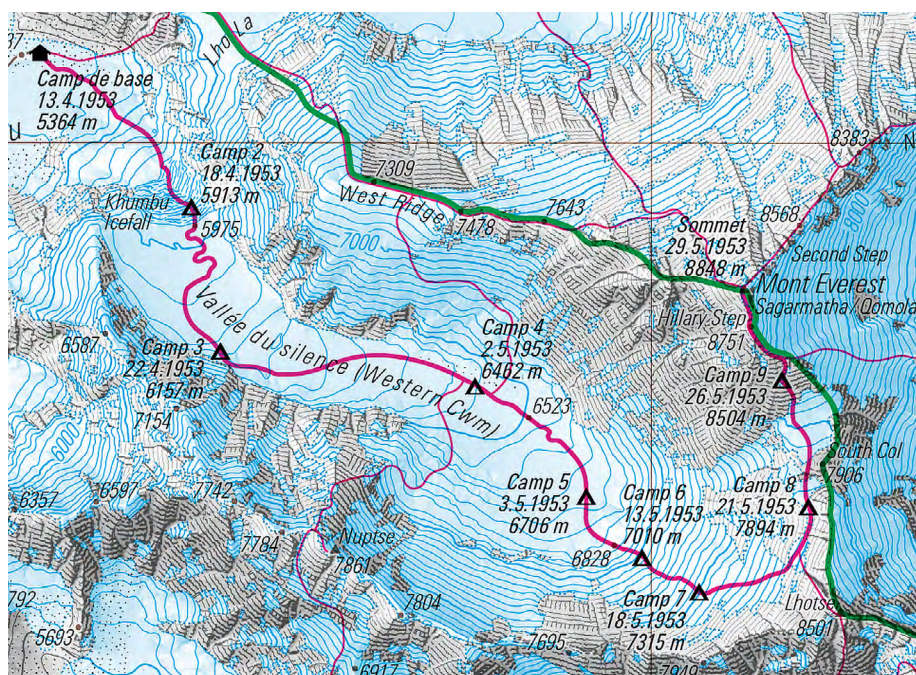 Lho La
Camp de base
13.4.1953
5364 m
8383
N
Camp 2
18.4.1953
5913 m
7309
Khumbu
Icefall
5975
West Ridge
7478
7643
Sommet
29.5.1953
8848 m
8568
7000
Second Step
Mont Everest
Sagarmatha / Qomola
Hillary Step
8751
Vallée du silence (Western Cwm)
6587
Camp 3
22.4.1953
6157 m
7154
Camp 4
2.5.1953
6462 m
6523
Camp 9
26.5.1953
8504 m
South Col
7906
Camp 5
3.5.1953
6706 m
Camp 6
13.5.1953
7010 m
Camp 8
21.5.1953
7894 m
6357
6597
7742
7784
Nuptse
7861
6828
Camp 7
18.5.1953
7315 m
Lhotse
8501
792
7804
5693
7695
6917
7949